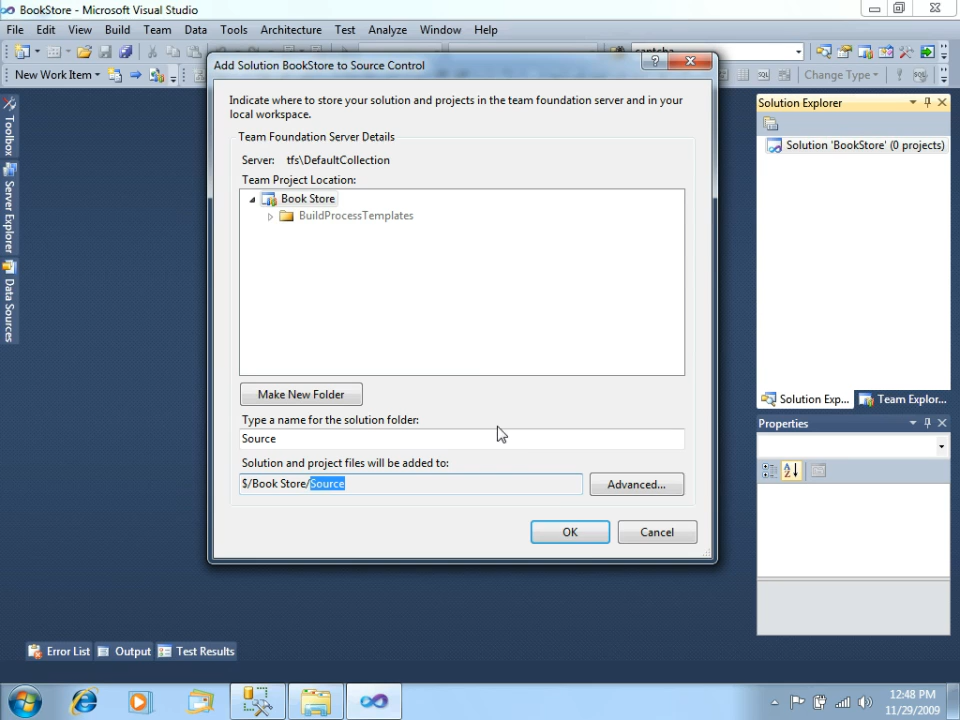 BookStore - Microsoft Visual Studio
File Edit View Build Team Data Tools Architecture Test Analyze Window Help
New Work Item
Change Type
Add Solution BookStore to Source Control
Indicate where to store your solution and projects in the team foundation server and in your
local workspace.
Team Foundation Server Details
Server: tfs\DefaultCollection
Team Project Location:
Book Store
BuildProcessTemplates
Make New Folder
Type a name for the solution folder:
Source
Solution and project files will be added to:
$/Book Store/Source
Advanced...
OK
Cancel
Toolbox
Server Explorer
Data Sources
Solution Explorer
Solution 'BookStore' (0 projects)
Solution Exp...
Team Explor...
Properties
Error List
Output
Test Results
12:48 PM
11/29/2009